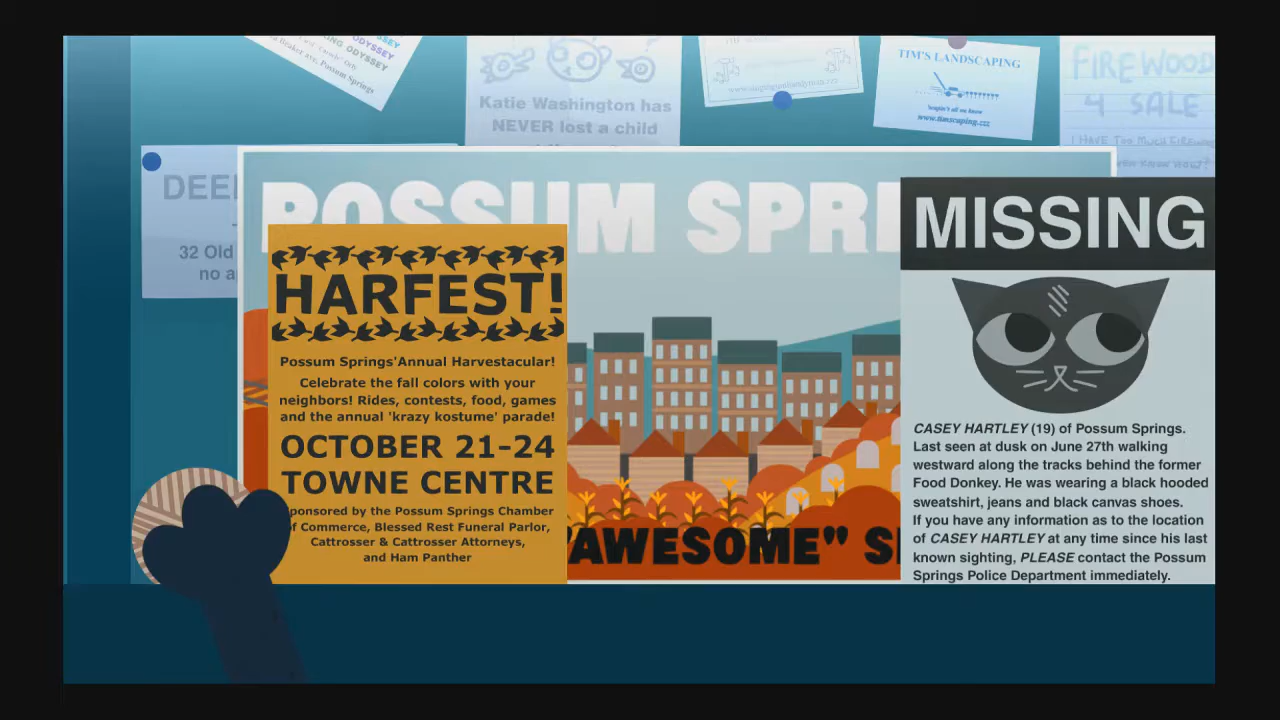 ODYSSEY
ODYSSEY
Possum Springs
Katie Washington has
NEVER lost a child
TIM'S LANDSCAPING
www.timscaping.zzz
FIREWOOD
4 SALE
I HAVE TOO MUCH
DEE
32 Old
no a
POSSUM SPRI
HARFEST!
Possum Springs'Annual Harvestacular!
Celebrate the fall colors with your
neighbors! Rides, contests, food, games
and the annual 'krazy kostume' parade!
OCTOBER 21-24
TOWNE CENTRE
ponsored by the Possum Springs Chamber
f Commerce, Blessed Rest Funeral Parlor,
Cattrosser & Cattrosser Attorneys,
and Ham Panther
"AWESOME" S
MISSING
CASEY HARTLEY (19) of Possum Springs.
Last seen at dusk on June 27th walking
westward along the tracks behind the former
Food Donkey. He was wearing a black hooded
sweatshirt, jeans and black canvas shoes.
If you have any information as to the location
of CASEY HARTLEY at any time since his last
known sighting, PLEASE contact the Possum
Springs Police Department immediately.